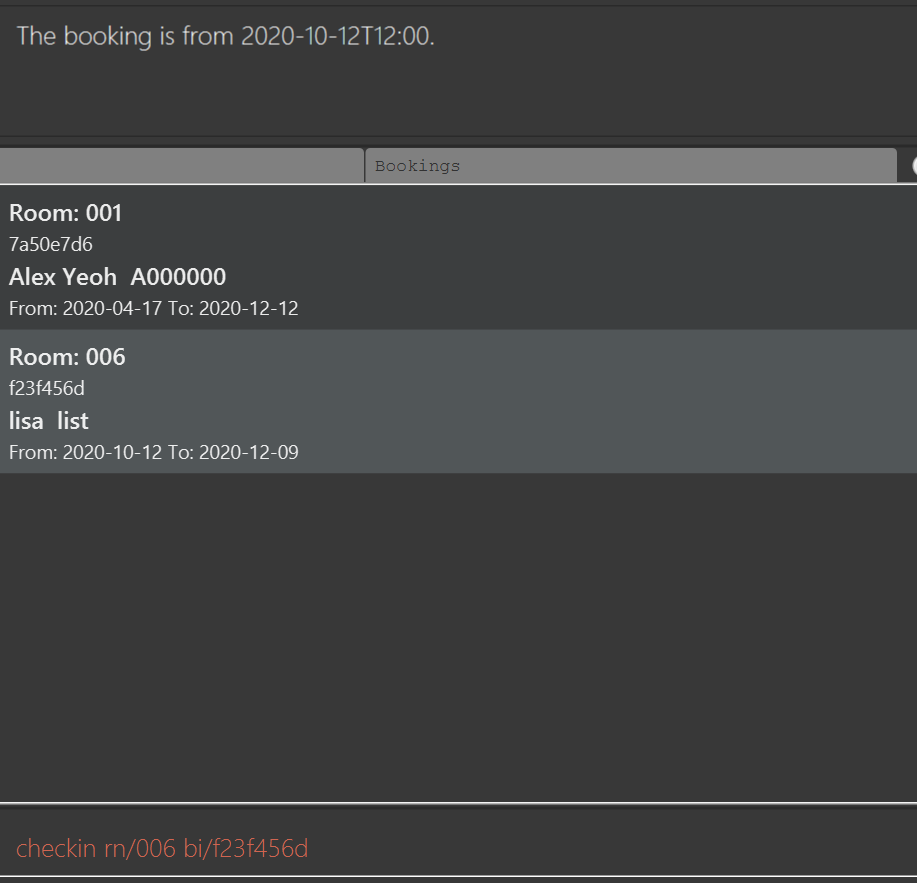 The booking is from 2020-10-12T12:00.
Bookings
Room: 001
7a50e7d6
Alex Yeoh  A000000
From: 2020-04-17 To: 2020-12-12
Room: 006
f23f456d
lisa  list
From: 2020-10-12 To: 2020-12-09
checkin rn/006 bi/f23f456d